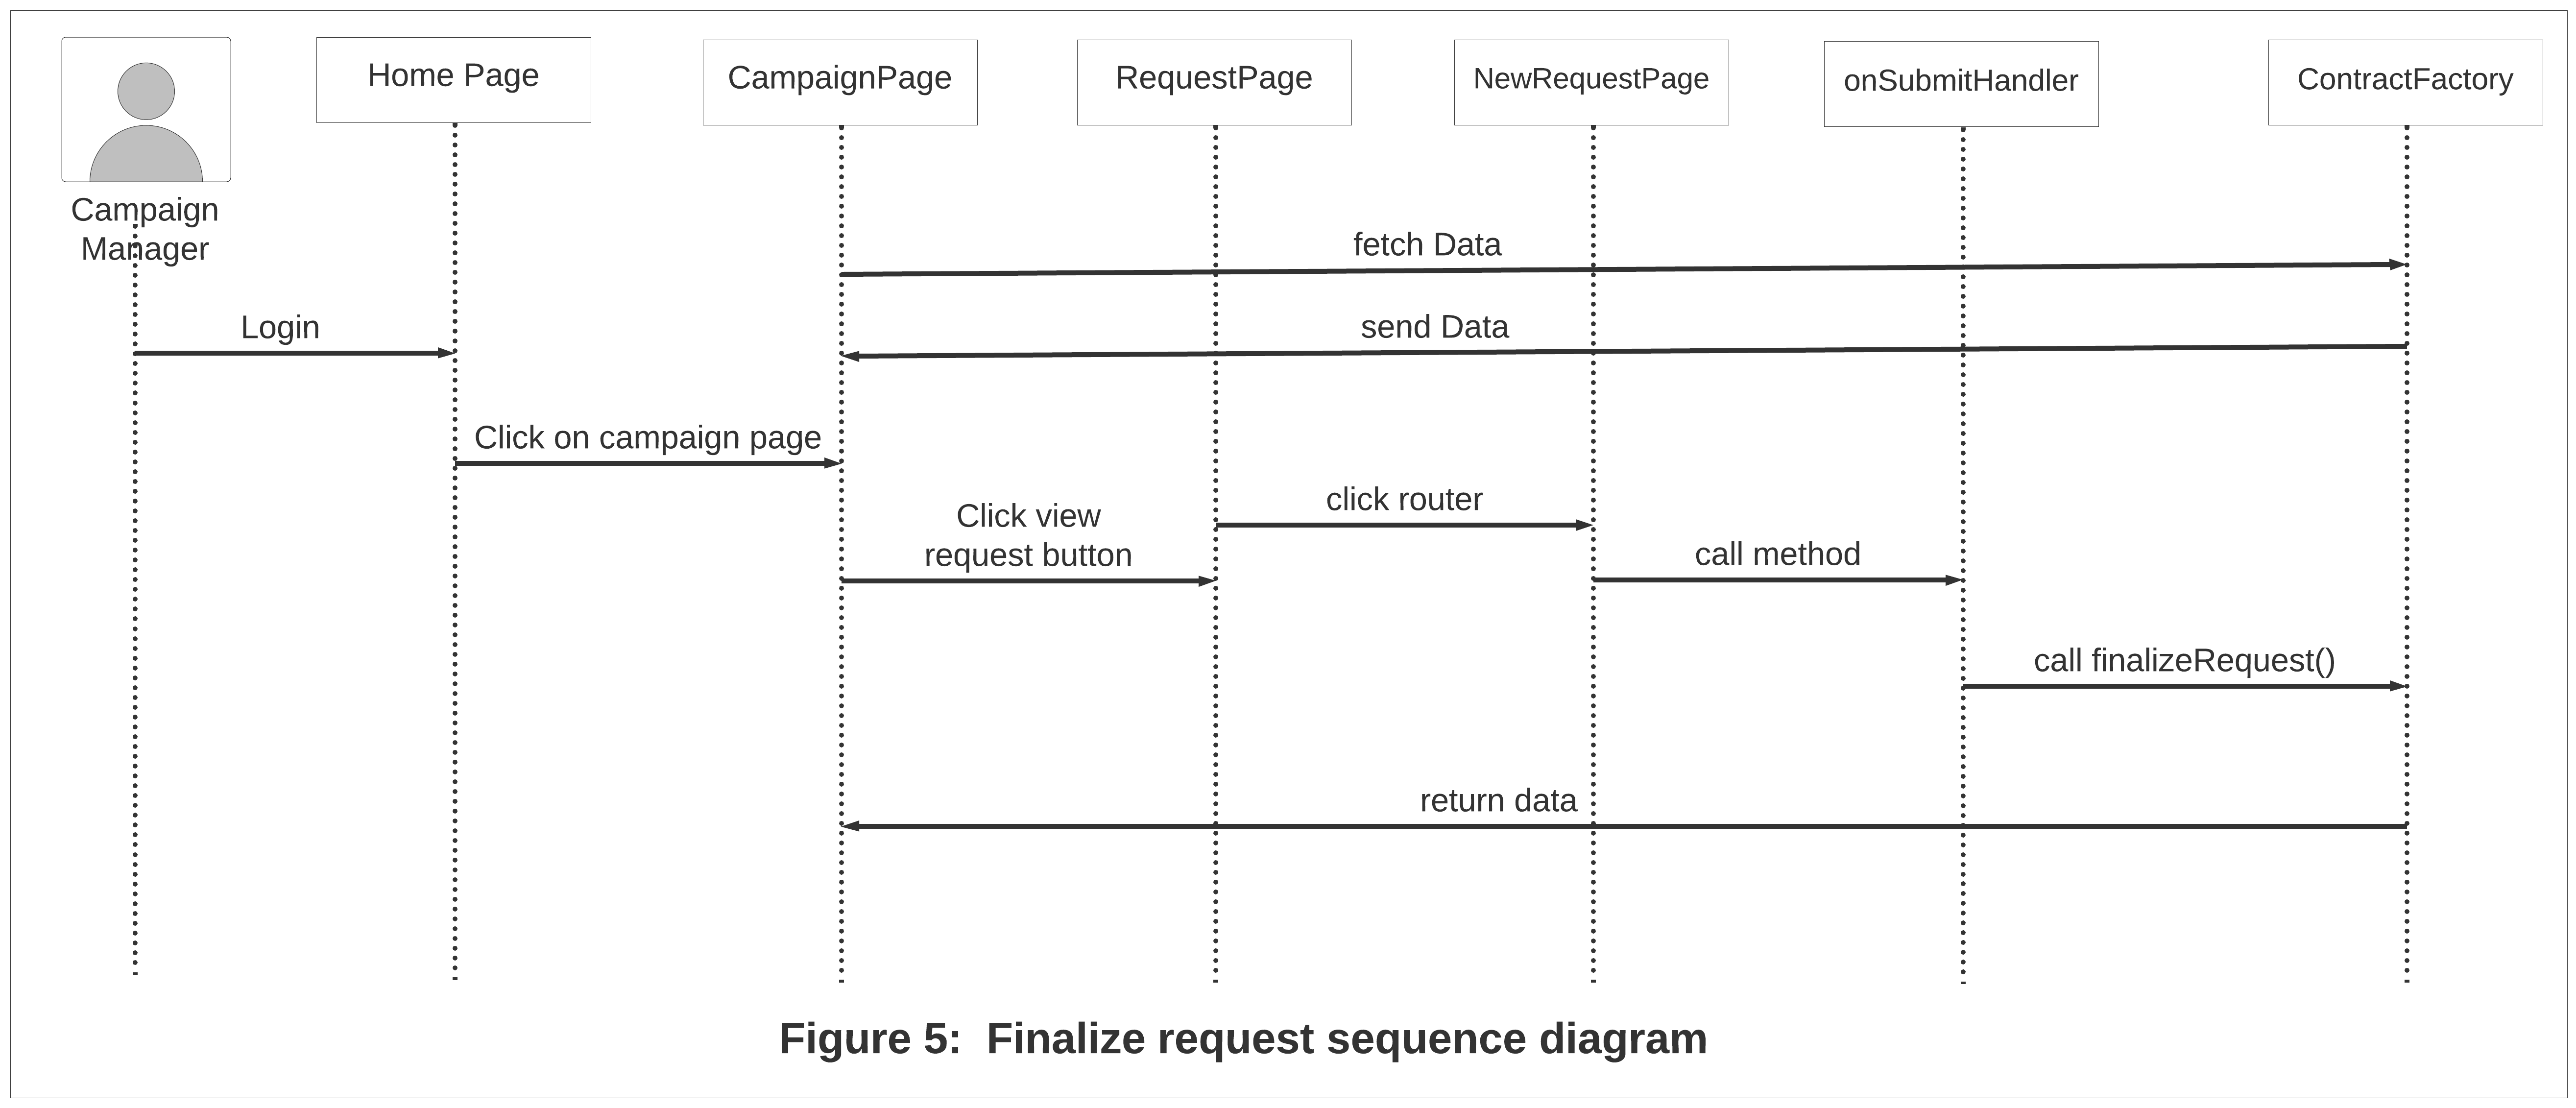 Home Page
CampaignPage
RequestPage
NewRequestPage
onSubmitHandler
ContractFactory
Campaign
Manager
fetch Data
Login
send Data
Click on campaign page
Click view
request button
click router
call method
call finalizeRequest()
return data
Figure 5:  Finalize request sequence diagram